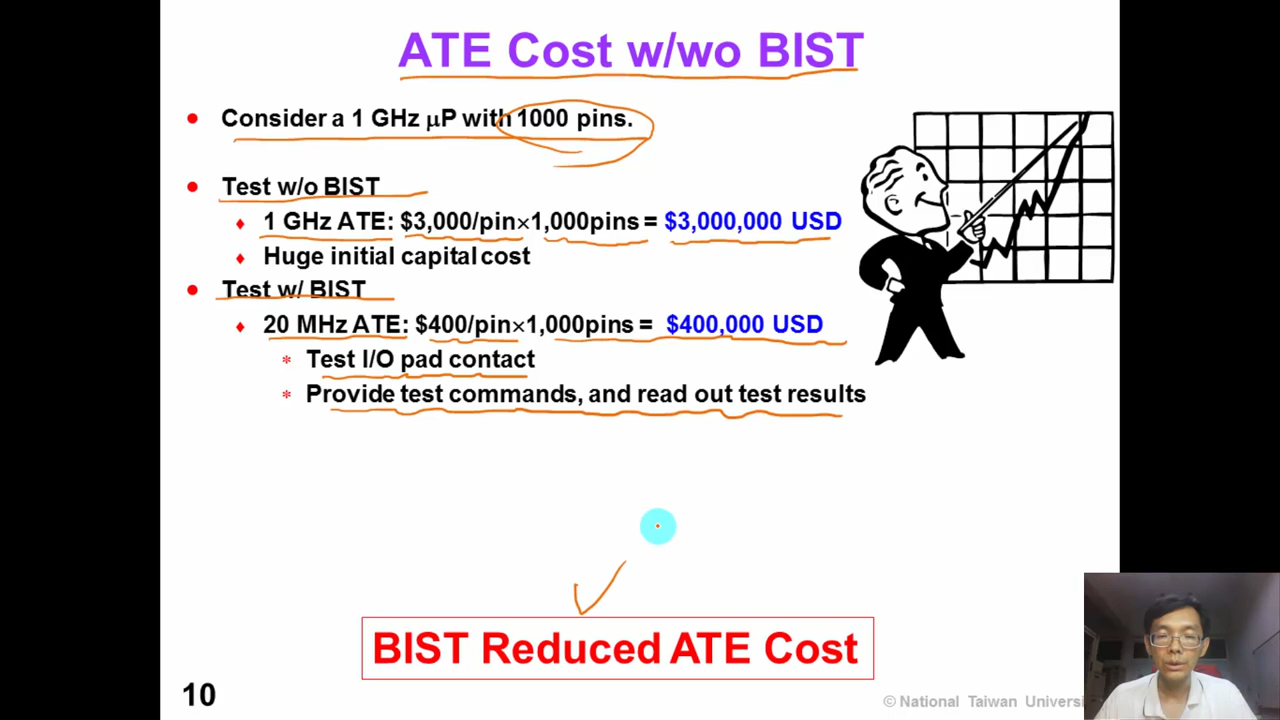 ATE Cost w/wo BIST
• Consider a 1 GHz μP with 1000 pins.
• Test w/o BIST
♦ 1 GHz ATE: $3,000/pin×1,000pins = $3,000,000 USD
♦ Huge initial capital cost
• Test w/ BIST
♦ 20 MHz ATE: $400/pin×1,000pins = $400,000 USD
* Test I/O pad contact
* Provide test commands, and read out test results
BIST Reduced ATE Cost
10
© National Taiwan